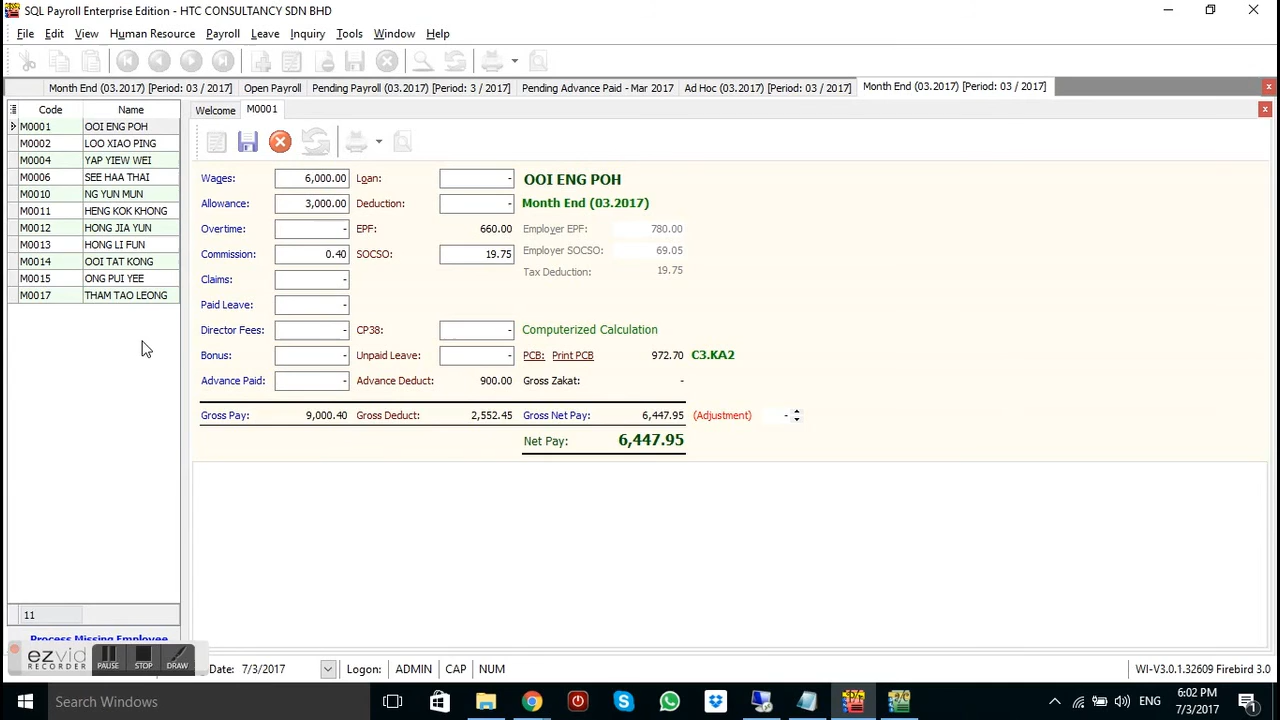 SQL Payroll Enterprise Edition - HTC CONSULTANCY SDN BHD
File Edit View Human Resource Payroll Leave Inquiry Tools Window Help
Month End (03.2017) [Period: 03 / 2017] Open Payroll Pending Payroll (03.2017) [Period: 3 / 2017] Pending Advance Paid - Mar 2017 Ad Hoc (03.2017) [Period: 03 / 2017] Month End (03.2017) [Period: 03 / 2017]
Code Name
M0001 OOI ENG POH
M0002 LOO XIAO PING
M0004 YAP YIEW WEI
M0006 SEE HAA THAI
M0010 NG YUN MUN
M0011 HENG KOK KHONG
M0012 HONG JIA YUN
M0013 HONG LI FUN
M0014 OOI TAT KONG
M0015 ONG PUI YEE
M0017 THAM TAO LEONG
11
Process Missing Employee
Welcome M0001
Wages: 6,000.00 Loan: - OOI ENG POH
Allowance: 3,000.00 Deduction: - Month End (03.2017)
Overtime: - EPF: 660.00 Employer EPF: 780.00
Commission: 0.40 SOCSO: 19.75 Employer SOCSO: 69.05
Claims: - Tax Deduction: 19.75
Paid Leave: -
Director Fees: - CP38: - Computerized Calculation
Bonus: - Unpaid Leave: - PCB: Print PCB 972.70 C3.KA2
Advance Paid: - Advance Deduct: 900.00 Gross Zakat: -
Gross Pay: 9,000.40 Gross Deduct: 2,552.45 Gross Net Pay: 6,447.95 (Adjustment) -
Net Pay: 6,447.95
ezvid RECORDER PAUSE STOP DRAW
Date: 7/3/2017 Logon: ADMIN CAP NUM WI-V3.0.1.32609 Firebird 3.0
Search Windows ENG 6:02 PM
7/3/2017 1